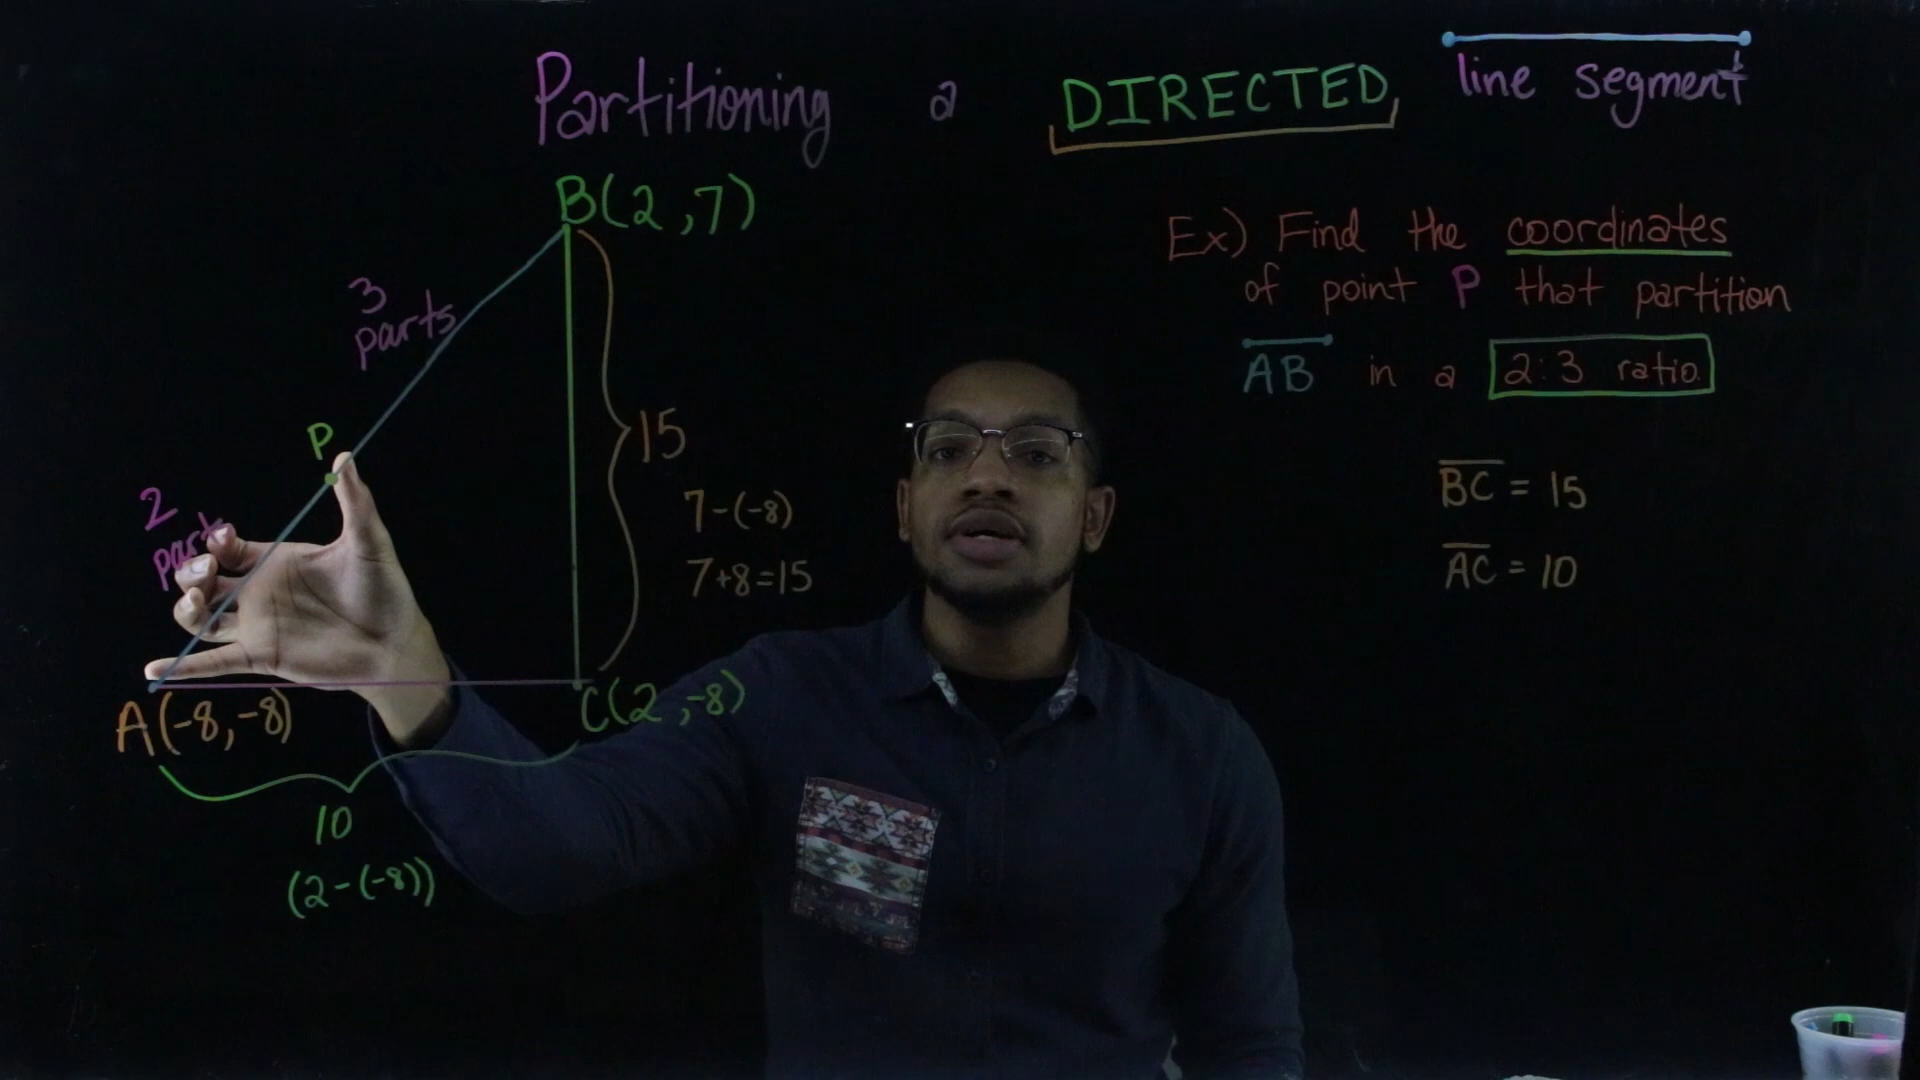 Partitioning a DIRECTED line segment
B(2,7)
Ex) Find the coordinates
of point P that partition
AB in a 2:3 ratio.
3
parts
P
15
2
7-(-8)
7+8=15
BC = 15
AC = 10
A(-8,-8)
C(2,-8)
10
(2-(-8))